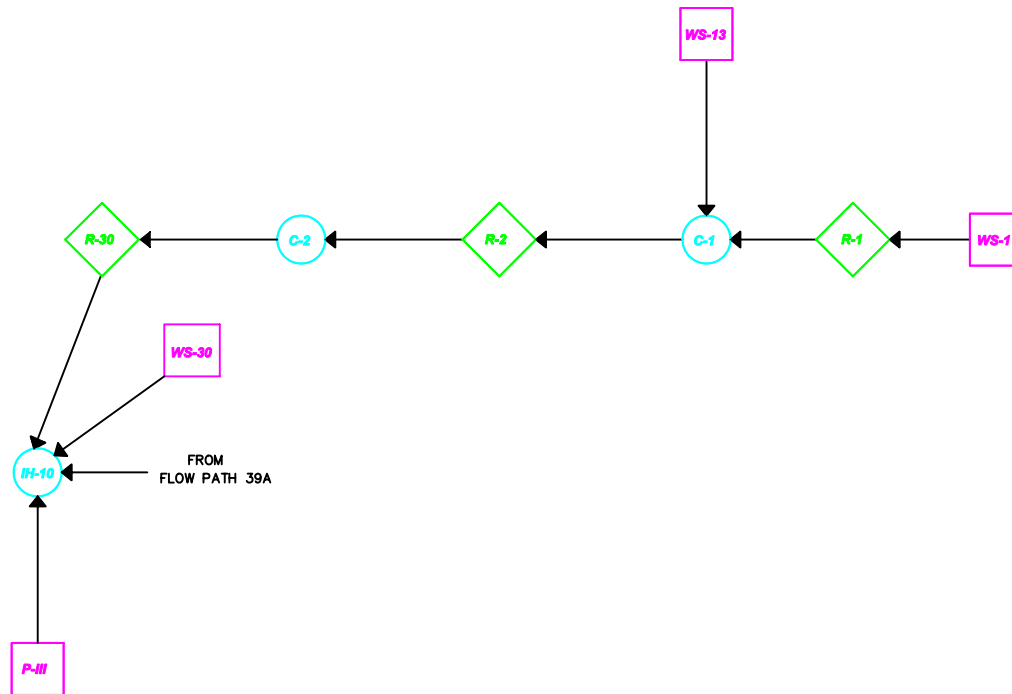 WS-13
R-30
C-2
R-2
C-1
R-1
WS-1
WS-30
IH-10
FROM
FLOW PATH 39A
P-III